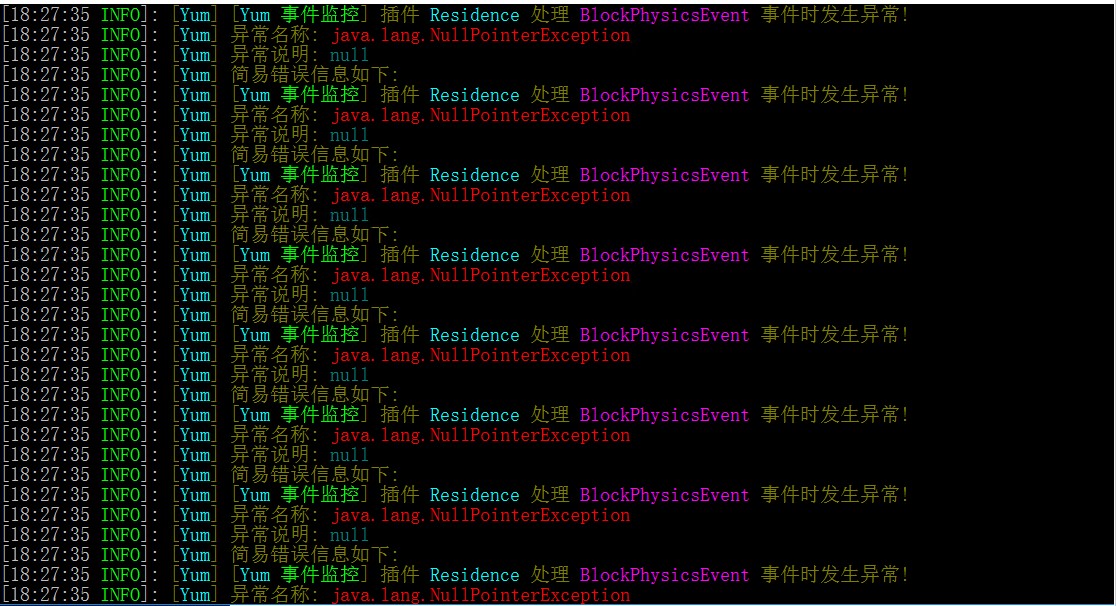 [18:27:35 INFO]: [Yum] [Yum 事件监控] 插件 Residence 处理 BlockPhysicsEvent 事件时发生异常!
[18:27:35 INFO]: [Yum] 异常名称: java.lang.NullPointerException
[18:27:35 INFO]: [Yum] 异常说明: null
[18:27:35 INFO]: [Yum] 简易错误信息如下:
[18:27:35 INFO]: [Yum] [Yum 事件监控] 插件 Residence 处理 BlockPhysicsEvent 事件时发生异常!
[18:27:35 INFO]: [Yum] 异常名称: java.lang.NullPointerException
[18:27:35 INFO]: [Yum] 异常说明: null
[18:27:35 INFO]: [Yum] 简易错误信息如下:
[18:27:35 INFO]: [Yum] [Yum 事件监控] 插件 Residence 处理 BlockPhysicsEvent 事件时发生异常!
[18:27:35 INFO]: [Yum] 异常名称: java.lang.NullPointerException
[18:27:35 INFO]: [Yum] 异常说明: null
[18:27:35 INFO]: [Yum] 简易错误信息如下:
[18:27:35 INFO]: [Yum] [Yum 事件监控] 插件 Residence 处理 BlockPhysicsEvent 事件时发生异常!
[18:27:35 INFO]: [Yum] 异常名称: java.lang.NullPointerException
[18:27:35 INFO]: [Yum] 异常说明: null
[18:27:35 INFO]: [Yum] 简易错误信息如下:
[18:27:35 INFO]: [Yum] [Yum 事件监控] 插件 Residence 处理 BlockPhysicsEvent 事件时发生异常!
[18:27:35 INFO]: [Yum] 异常名称: java.lang.NullPointerException
[18:27:35 INFO]: [Yum] 异常说明: null
[18:27:35 INFO]: [Yum] 简易错误信息如下:
[18:27:35 INFO]: [Yum] [Yum 事件监控] 插件 Residence 处理 BlockPhysicsEvent 事件时发生异常!
[18:27:35 INFO]: [Yum] 异常名称: java.lang.NullPointerException
[18:27:35 INFO]: [Yum] 异常说明: null
[18:27:35 INFO]: [Yum] 简易错误信息如下:
[18:27:35 INFO]: [Yum] [Yum 事件监控] 插件 Residence 处理 BlockPhysicsEvent 事件时发生异常!
[18:27:35 INFO]: [Yum] 异常名称: java.lang.NullPointerException
[18:27:35 INFO]: [Yum] 异常说明: null
[18:27:35 INFO]: [Yum] 简易错误信息如下:
[18:27:35 INFO]: [Yum] [Yum 事件监控] 插件 Residence 处理 BlockPhysicsEvent 事件时发生异常!
[18:27:35 INFO]: [Yum] 异常名称: java.lang.NullPointerException